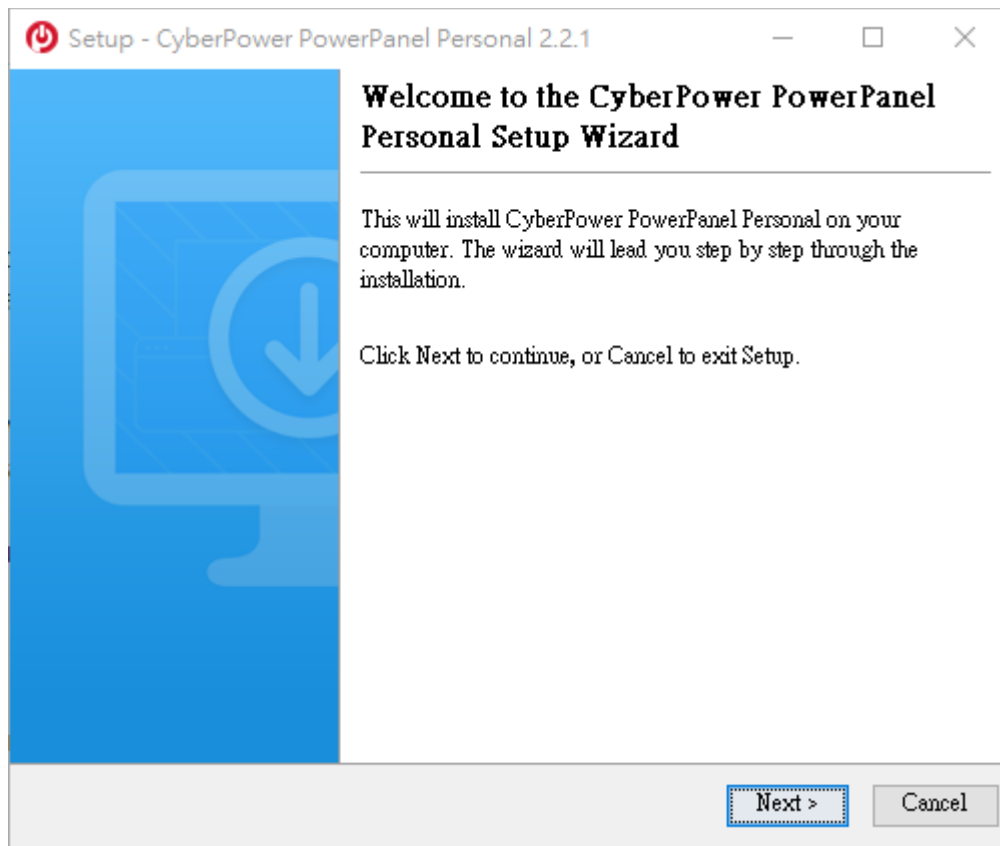 Setup - CyberPower PowerPanel Personal 2.2.1
Welcome to the CyberPower PowerPanel
Personal Setup Wizard
This will install CyberPower PowerPanel Personal on your
computer. The wizard will lead you step by step through the
installation.
Click Next to continue, or Cancel to exit Setup.
Next >
Cancel